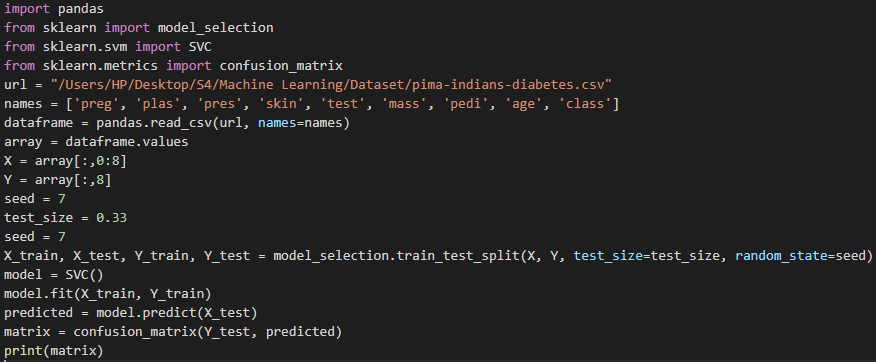 import pandas
from sklearn import model_selection
from sklearn.svm import SVC
from sklearn.metrics import confusion_matrix
url = "/Users/HP/Desktop/S4/Machine Learning/Dataset/pima-indians-diabetes.csv"
names = ['preg', 'plas', 'pres', 'skin', 'test', 'mass', 'pedi', 'age', 'class']
dataframe = pandas.read_csv(url, names=names)
array = dataframe.values
X = array[:,0:8]
Y = array[:,8]
seed = 7
test_size = 0.33
seed = 7
X_train, X_test, Y_train, Y_test = model_selection.train_test_split(X, Y, test_size=test_size, random_state=seed)
model = SVC()
model.fit(X_train, Y_train)
predicted = model.predict(X_test)
matrix = confusion_matrix(Y_test, predicted)
print(matrix)